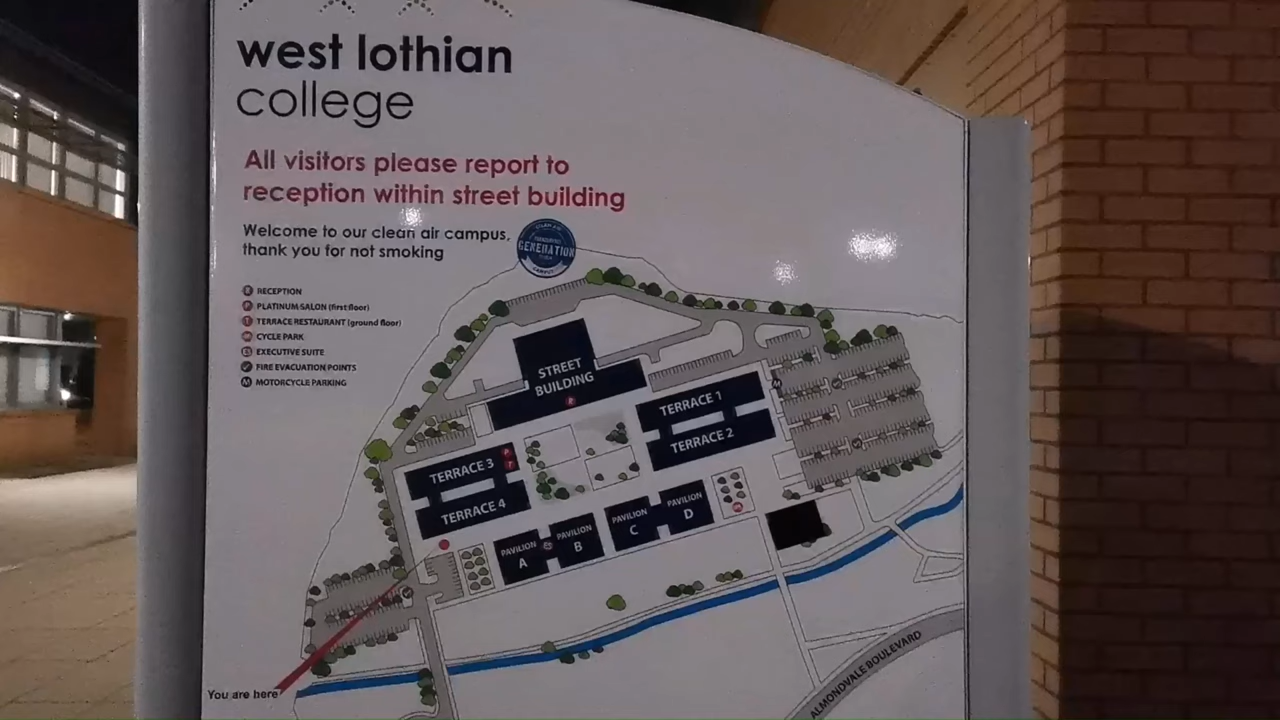 west lothian
college
All visitors please report to
reception within street building
Welcome to our clean air campus,
thank you for not smoking
GENERATION
CAMPUS
R RECEPTION
P PLATINUM SALON (first floor)
T TERRACE RESTAURANT (ground floor)
CYCLE PARK
ES EXECUTIVE SUITE
FIRE EVACUATION POINTS
M MOTORCYCLE PARKING
STREET
BUILDING
R
TERRACE 1
M
TERRACE 2
TERRACE 3
P
T
TERRACE 4
PAVILION
A
PAVILION
B
PAVILION
C
PAVILION
D
You are here
ALMONDVALE BOULEVARD